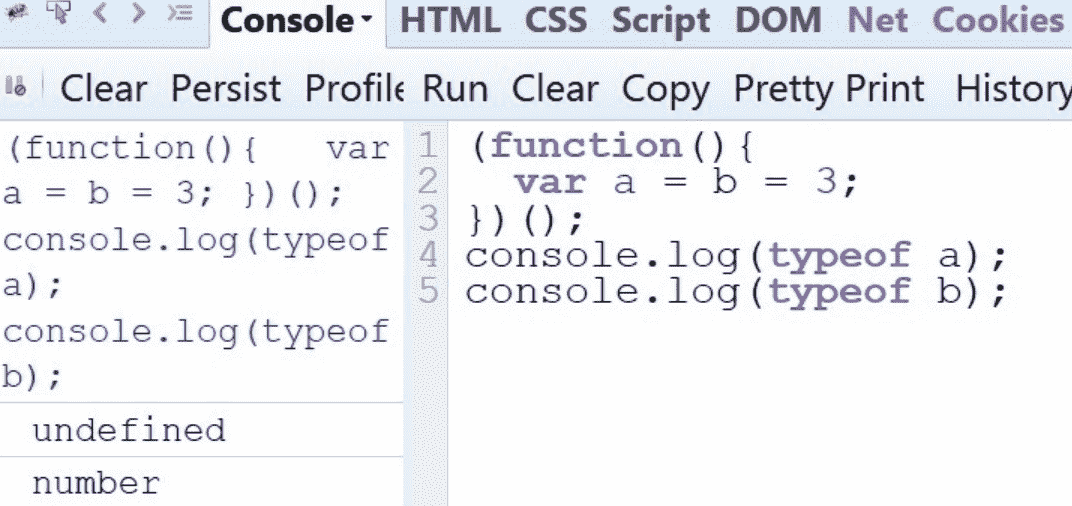 Console HTML CSS Script DOM Net Cookies
Clear Persist Profile Run Clear Copy Pretty Print History
(function(){   var
a = b = 3; })();
console.log(typeof
a);
console.log(typeof
b);
undefined
number
1 (function(){
2   var a = b = 3;
3 })();
4 console.log(typeof a);
5 console.log(typeof b);